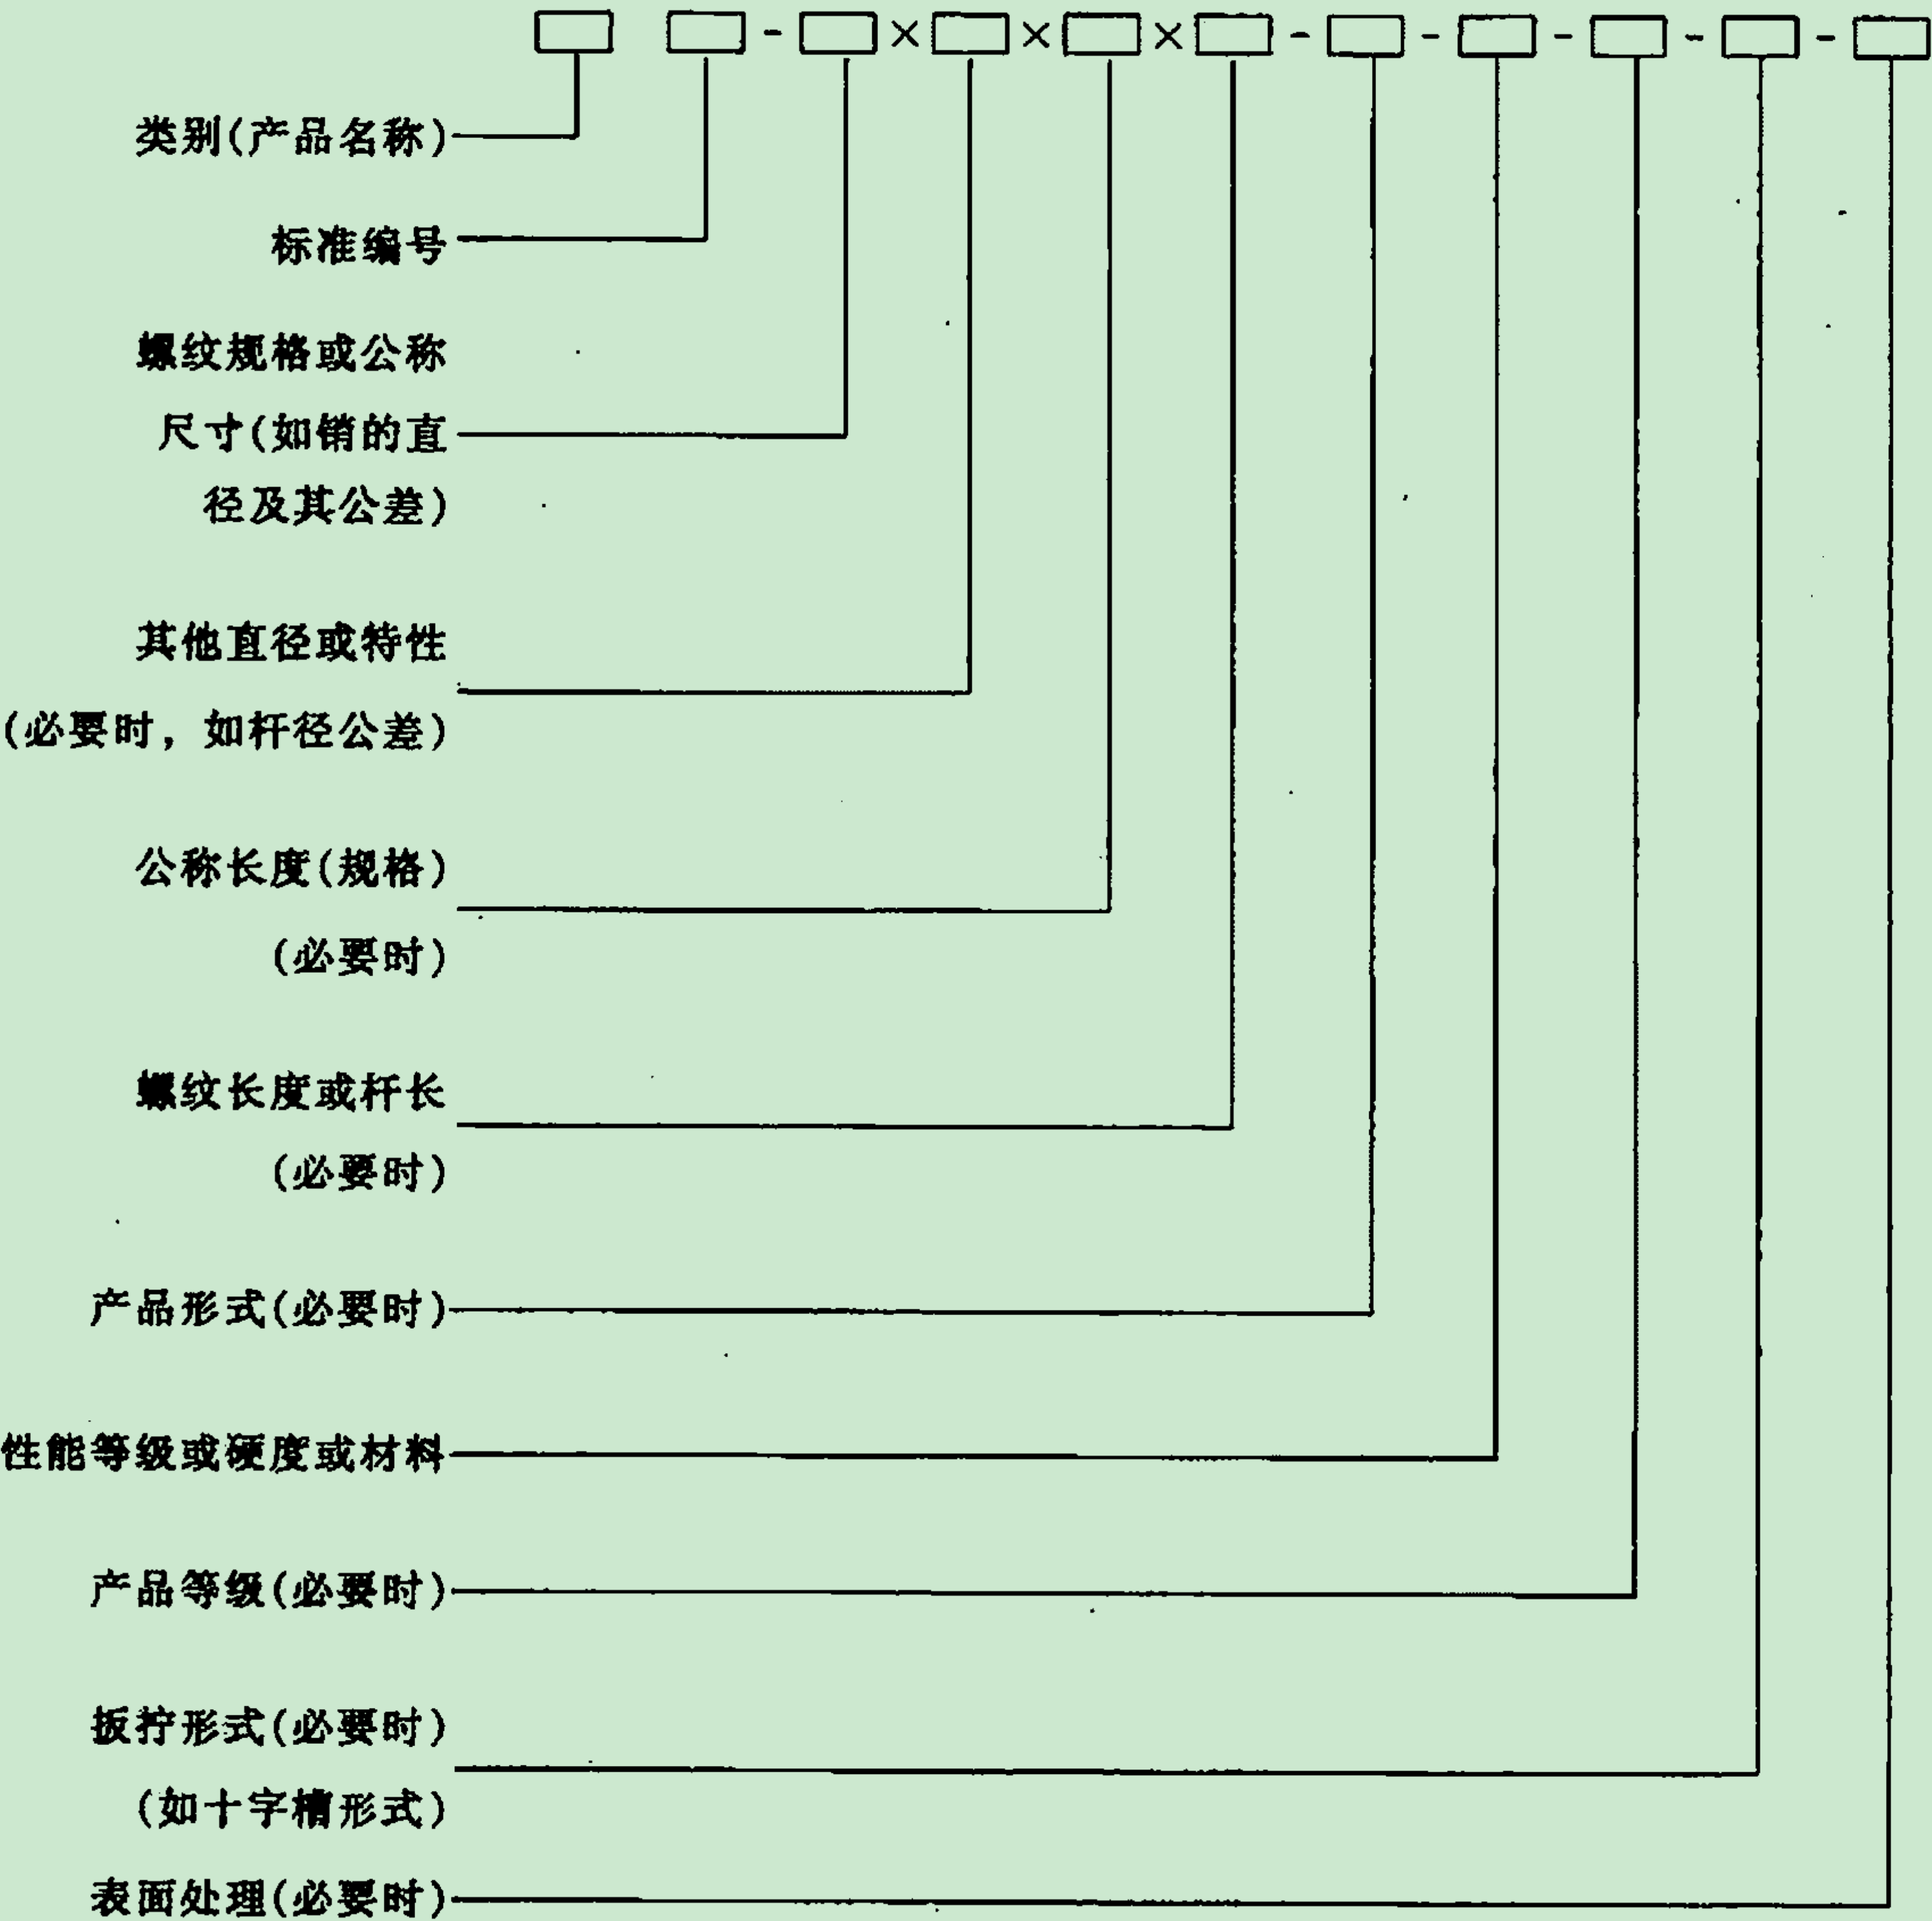 □ □-□×□×□×□-□-□-□-□-□
类别(产品名称)
标准编号
螺纹规格或公称
尺寸(如销的直
径及其公差)
其他直径或特性
(必要时，如杆径公差)
公称长度(规格)
(必要时)
螺纹长度或杆长
(必要时)
产品形式(必要时)
性能等级或硬度或材料
产品等级(必要时)
扳拧形式(必要时)
(如十字槽形式)
表面处理(必要时)